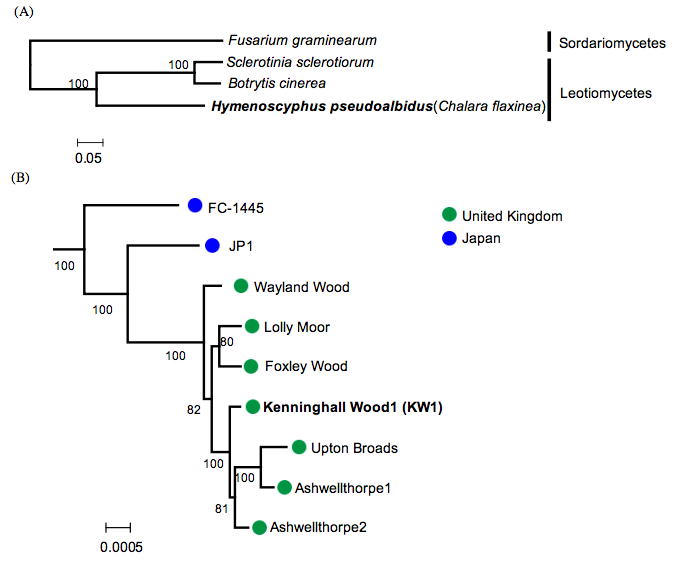 (A)
Fusarium graminearum
Sordariomycetes
100
Sclerotinia sclerotiorum
100
Botrytis cinerea
Leotiomycetes
Hymenoscyphus pseudoalbidus(Chalara flaxinea)
0.05
(B)
FC-1445
United Kingdom
Japan
JP1
100
Wayland Wood
100
Lolly Moor
80
100
Foxley Wood
82
Kenninghall Wood1 (KW1)
Upton Broads
100
100
Ashwellthorpe1
81
Ashwellthorpe2
0.0005